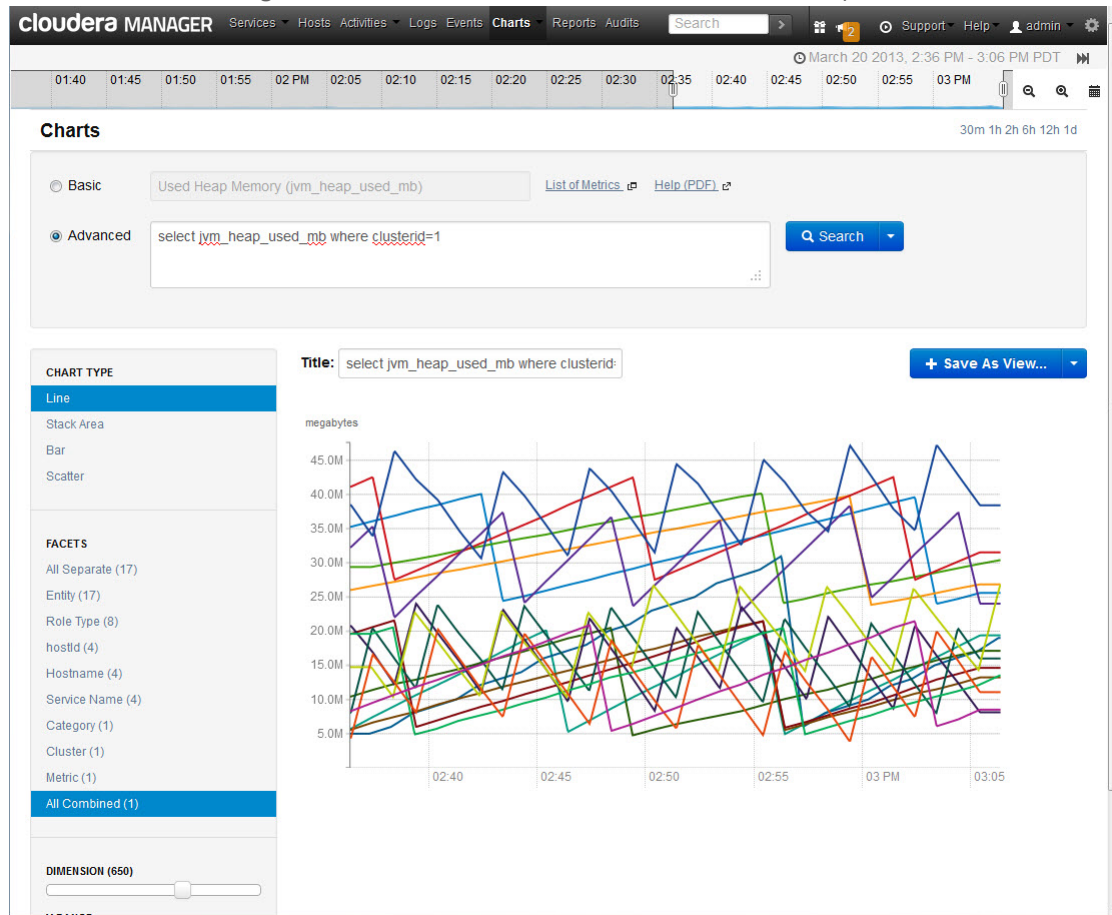 cloudera MANAGER Services Hosts Activities Logs Events Charts Reports Audits Search 2 Support Help admin
March 20 2013, 2:36 PM - 3:06 PM PDT
01:40 01:45 01:50 01:55 02 PM 02:05 02:10 02:15 02:20 02:25 02:30 02:35 02:40 02:45 02:50 02:55 03 PM
Charts
30m 1h 2h 6h 12h 1d
Basic Used Heap Memory (jvm_heap_used_mb) List of Metrics Help (PDF)
Advanced select jvm_heap_used_mb where clusterid=1 Search
Title: select jvm_heap_used_mb where clusterid= + Save As View...
CHART TYPE
Line
Stack Area
Bar
Scatter
FACETS
All Separate (17)
Entity (17)
Role Type (8)
hostId (4)
Hostname (4)
Service Name (4)
Category (1)
Cluster (1)
Metric (1)
All Combined (1)
DIMENSION (650)
megabytes
45.0M
40.0M
35.0M
30.0M
25.0M
20.0M
15.0M
10.0M
5.0M
02:40 02:45 02:50 02:55 03 PM 03:05